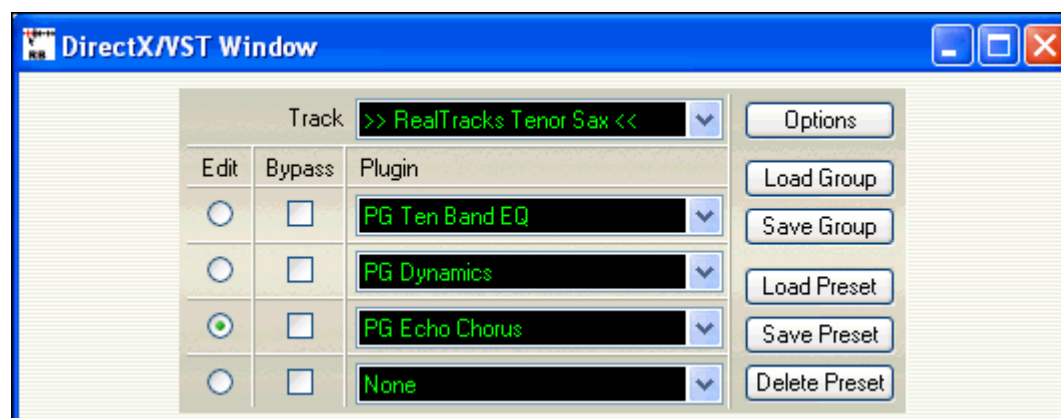 DirectX/VST Window
Track >> RealTracks Tenor Sax << Options
Edit Bypass Plugin
Load Group
PG Ten Band EQ
Save Group
PG Dynamics
Load Preset
PG Echo Chorus
Save Preset
None
Delete Preset